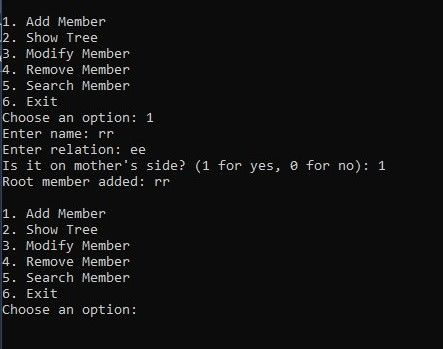 1. Add Member
2. Show Tree
3. Modify Member
4. Remove Member
5. Search Member
6. Exit
Choose an option: 1
Enter name: rr
Enter relation: ee
Is it on mother's side? (1 for yes, 0 for no): 1
Root member added: rr
1. Add Member
2. Show Tree
3. Modify Member
4. Remove Member
5. Search Member
6. Exit
Choose an option: